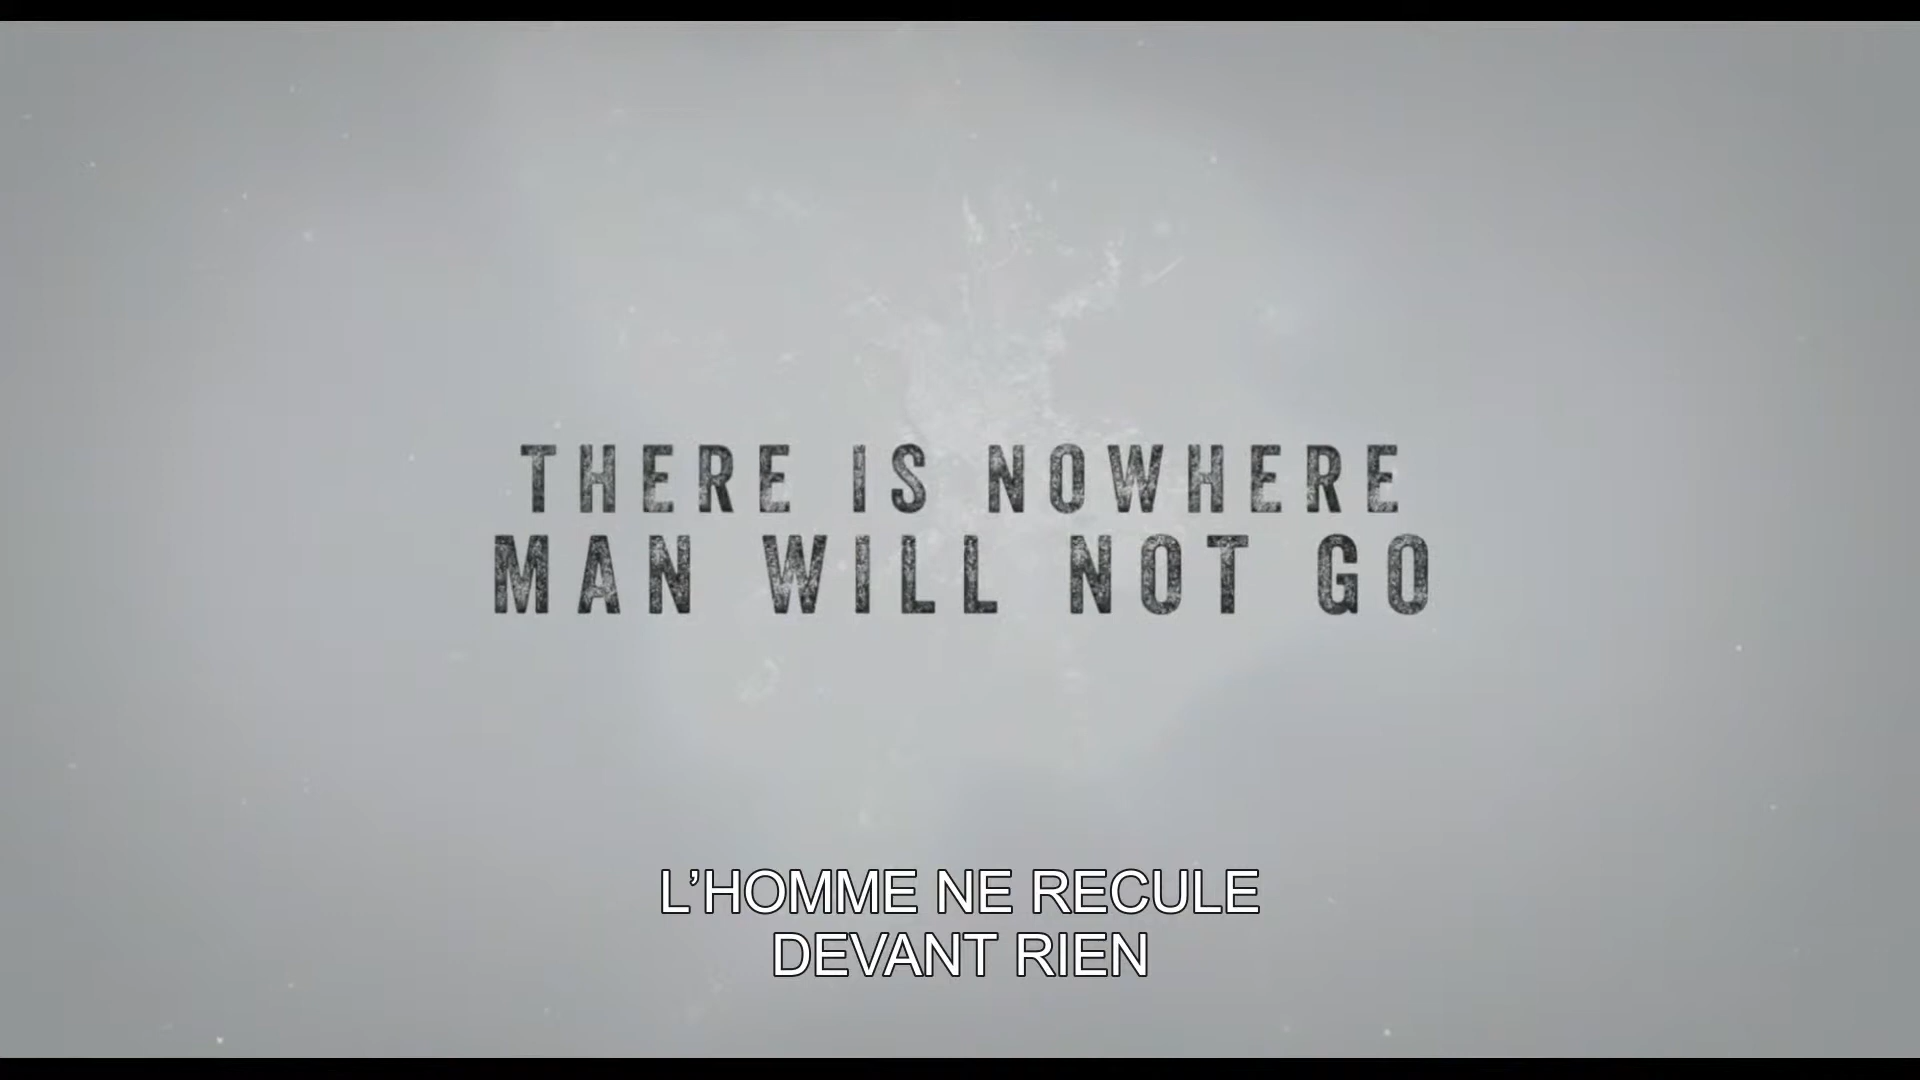 THERE IS NOWHERE
MAN WILL NOT GO
L’HOMME NE RECULE
DEVANT RIEN